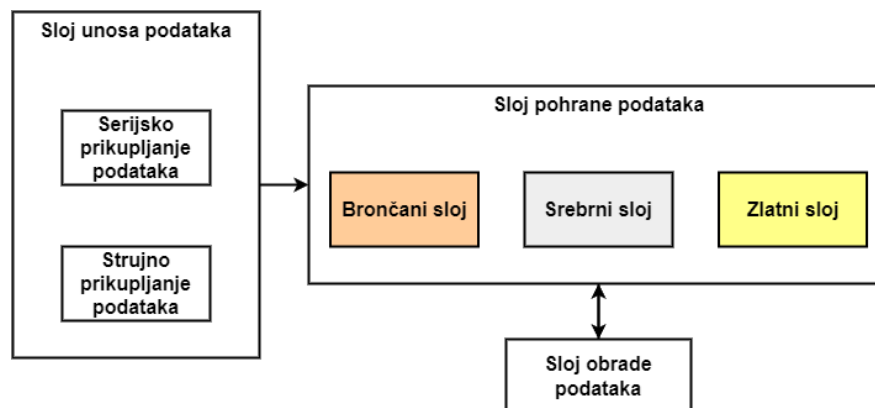 Sloj unosa podataka
Serijsko
prikupljanje
podataka
Strujno
prikupljanje
podataka
Sloj pohrane podataka
Brončani sloj
Srebrni sloj
Zlatni sloj
Sloj obrade
podataka